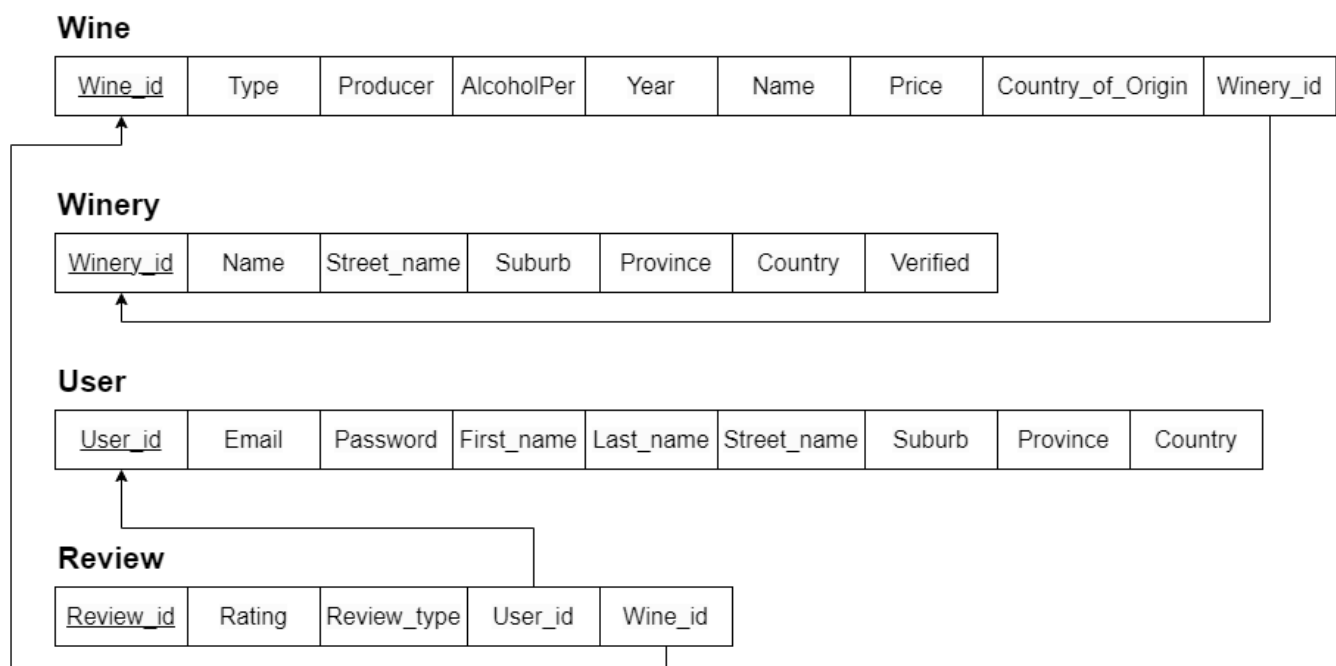 Wine
Wine_id Type Producer AlcoholPer Year Name Price Country_of_Origin Winery_id
Winery
Winery_id Name Street_name Suburb Province Country Verified
User
User_id Email Password First_name Last_name Street_name Suburb Province Country
Review
Review_id Rating Review_type User_id Wine_id